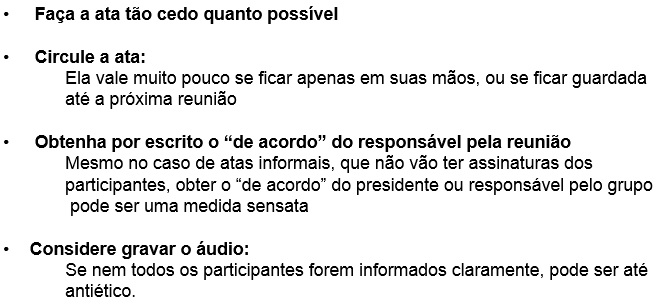 • Faça a ata tão cedo quanto possível
• Circule a ata:
Ela vale muito pouco se ficar apenas em suas mãos, ou se ficar guardada
até a próxima reunião
• Obtenha por escrito o “de acordo” do responsável pela reunião
Mesmo no caso de atas informais, que não vão ter assinaturas dos
participantes, obter o “de acordo” do presidente ou responsável pelo grupo
pode ser uma medida sensata
• Considere gravar o áudio:
Se nem todos os participantes forem informados claramente, pode ser até
antiético.